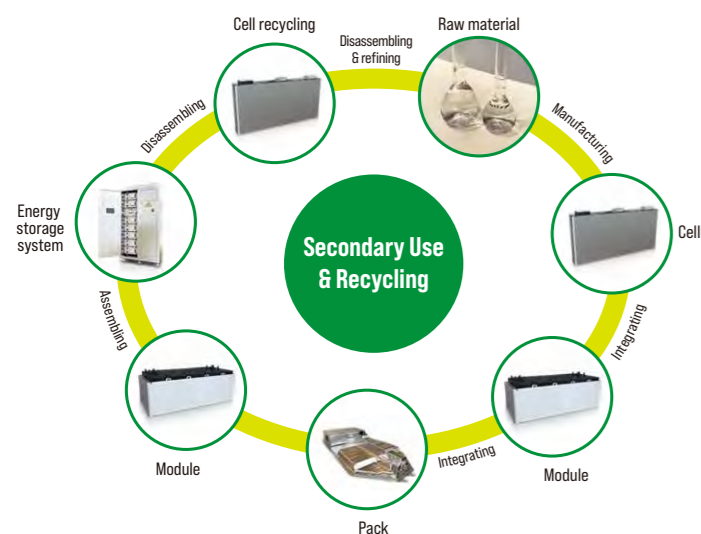 Cell recycling
Disassembling
& refining
Raw material
Manufacturing
Cell
Integrating
Module
Integrating
Pack
Module
Assembling
Energy
storage
system
Disassembling
Secondary Use
& Recycling